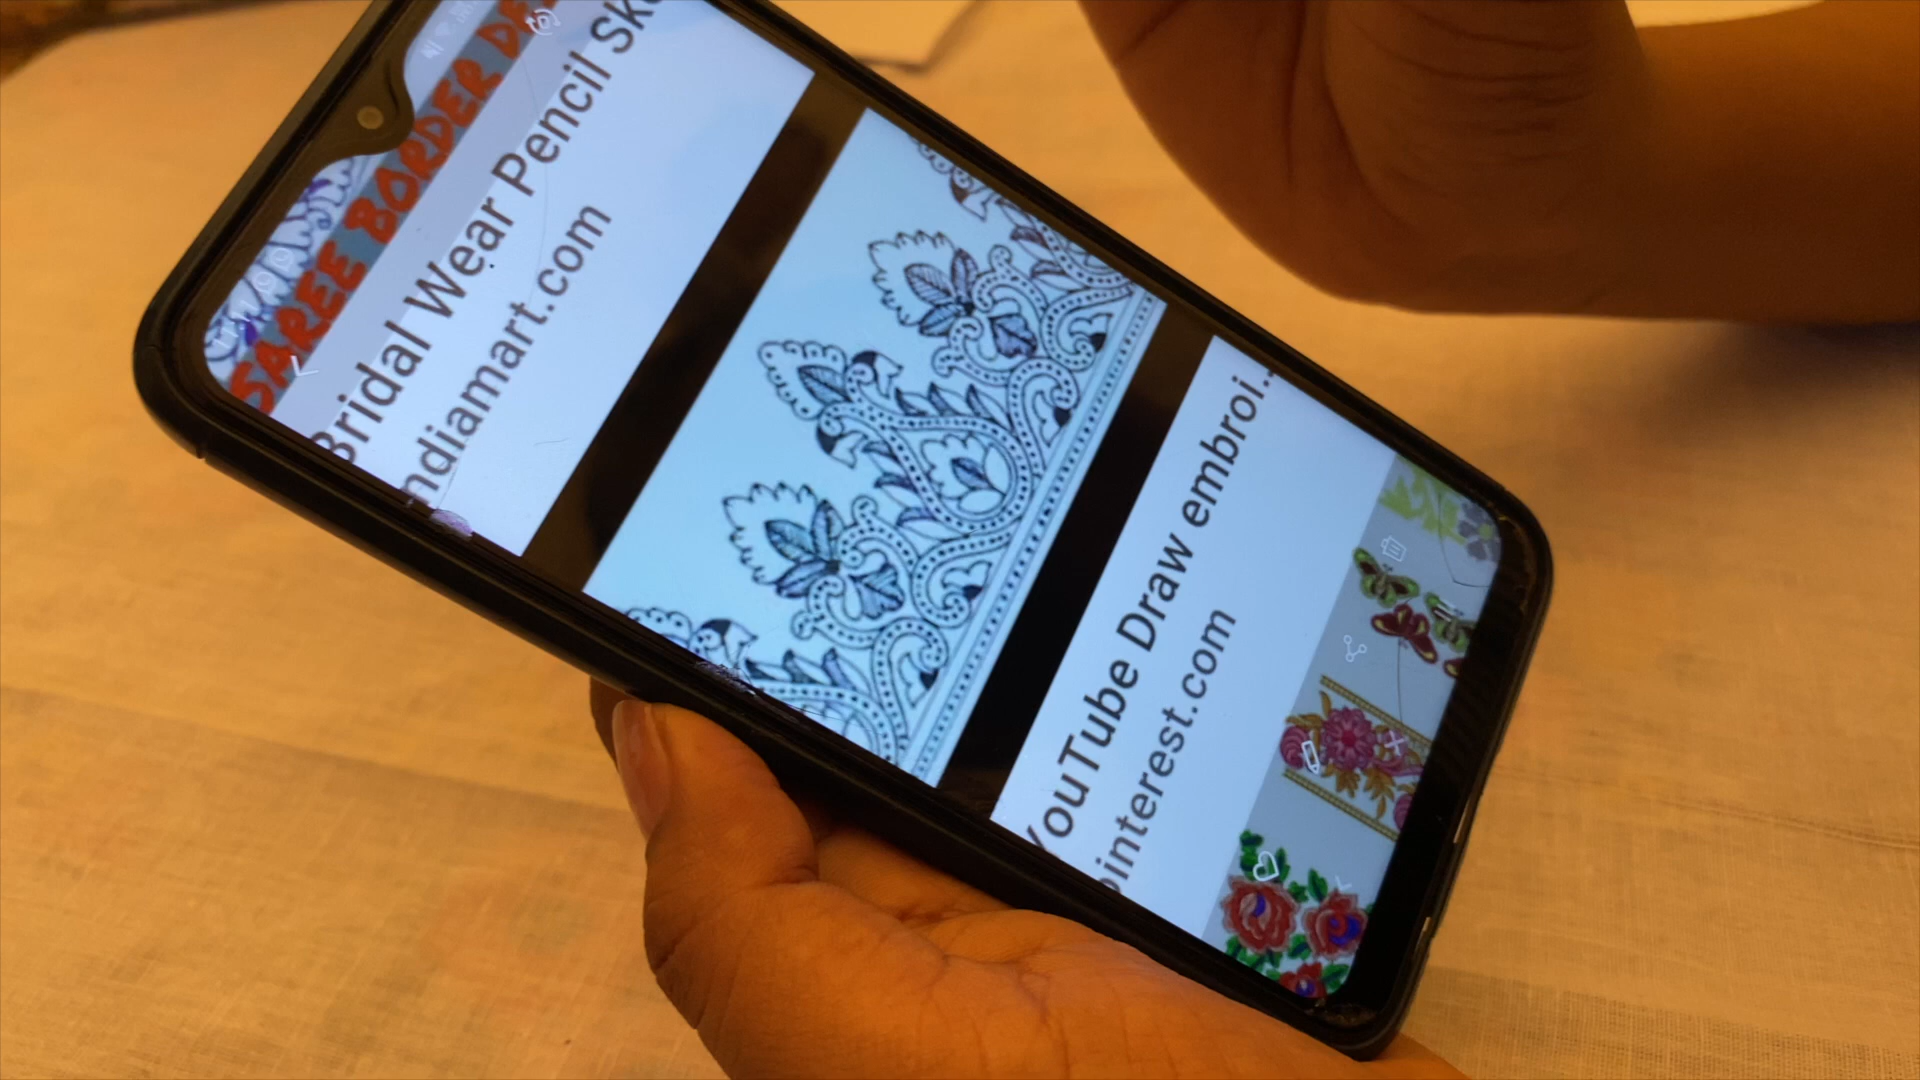 SAREE BORDER DE
Bridal Wear Pencil Sk
indiamart.com
YouTube Draw embroi...
pinterest.com